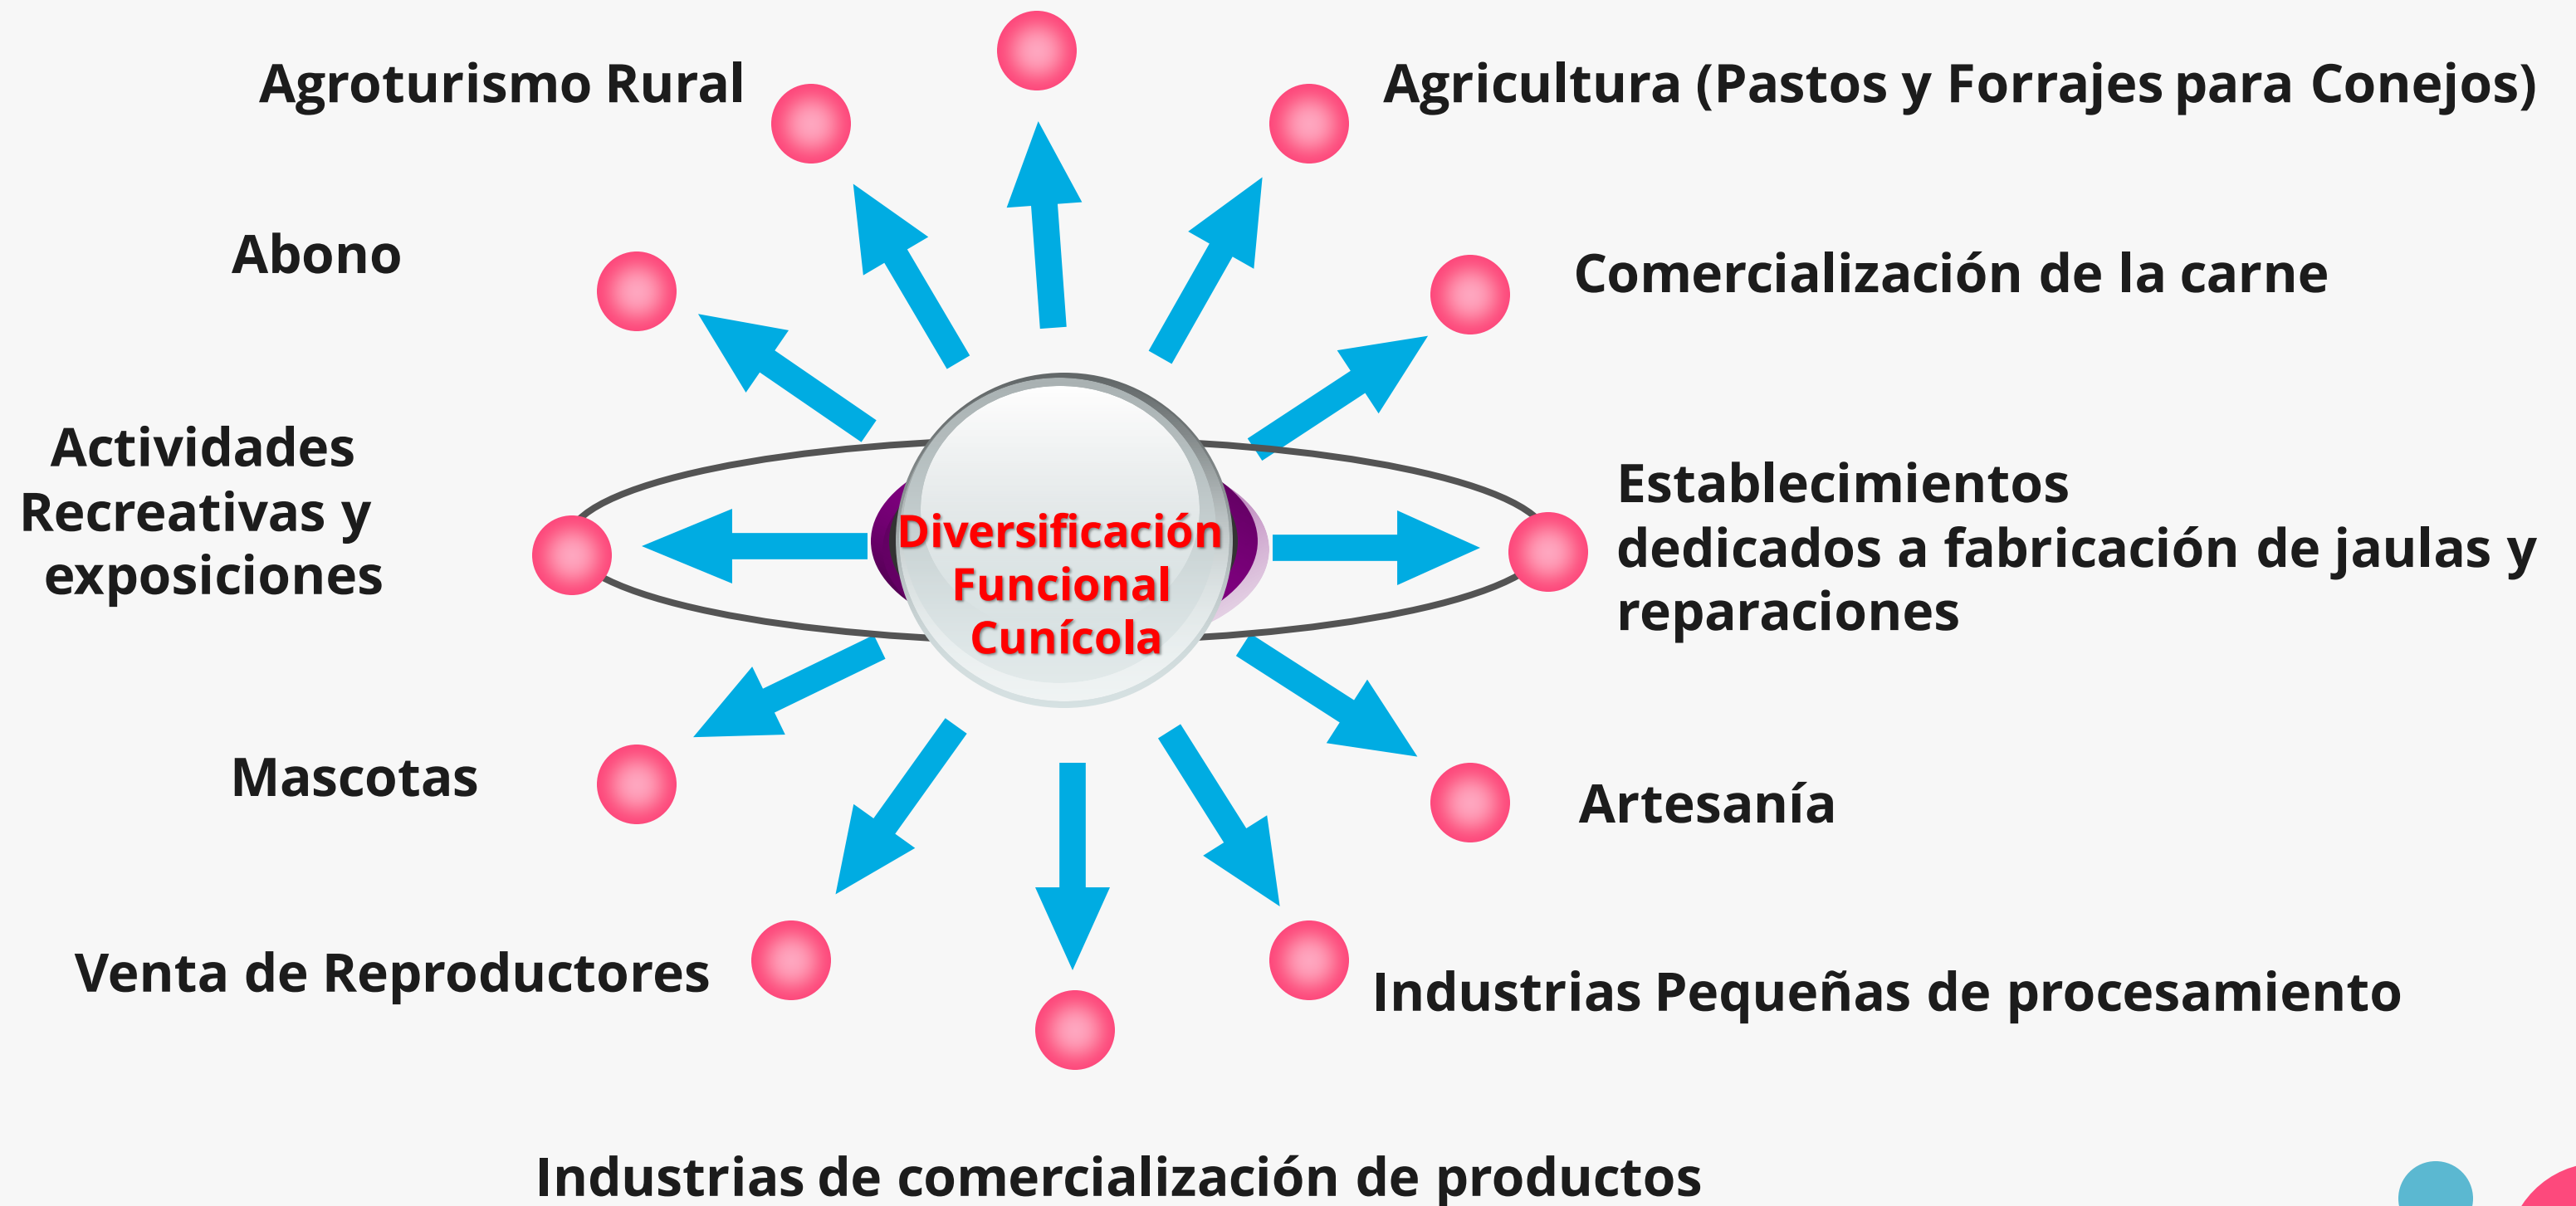 Agroturismo Rural
Agricultura (Pastos y Forrajes para Conejos)
Abono
Comercialización de la carne
Actividades
Recreativas y
exposiciones
Diversificación
Funcional
Cunícola
Establecimientos
dedicados a fabricación de jaulas y
reparaciones
Mascotas
Artesanía
Venta de Reproductores
Industrias Pequeñas de procesamiento
Industrias de comercialización de productos